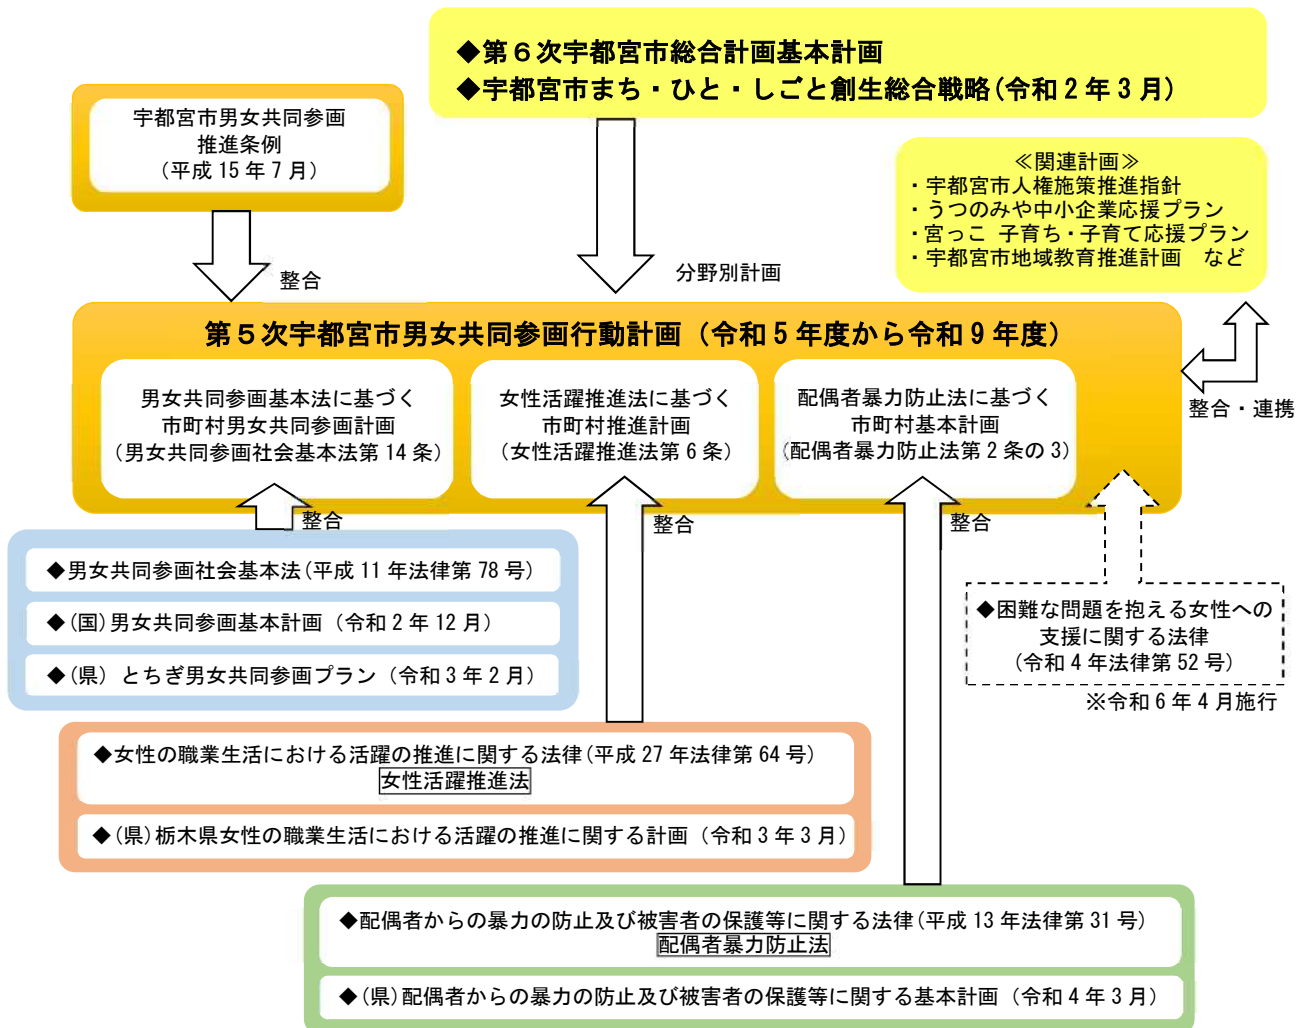 ◆第６次宇都宮市総合計画基本計画
◆宇都宮市まち・ひと・しごと創生総合戦略(令和２年３月)
宇都宮市男女共同参画
推進条例
(平成 15 年 7 月)
≪関連計画≫
・宇都宮市人権施策推進指針
・うつのみや中小企業応援プラン
・宮っこ 子育ち・子育て応援プラン
・宇都宮市地域教育推進計画　など
整合
分野別計画
第５次宇都宮市男女共同参画行動計画（令和５年度から令和９年度）
整合・連携
男女共同参画基本法に基づく
市町村男女共同参画計画
(男女共同参画社会基本法第 14 条)
女性活躍推進法に基づく
市町村推進計画
(女性活躍推進法第 6 条)
配偶者暴力防止法に基づく
市町村基本計画
(配偶者暴力防止法第 2 条の 3)
整合
整合
整合
◆男女共同参画社会基本法(平成 11 年法律第 78 号)
◆(国)男女共同参画基本計画（令和 2 年 12 月）
◆(県) とちぎ男女共同参画プラン（令和 3 年 2 月）
◆困難な問題を抱える女性への
支援に関する法律
(令和 4 年法律第 52 号)
※令和 6 年 4 月施行
◆女性の職業生活における活躍の推進に関する法律(平成 27 年法律第 64 号)
女性活躍推進法
◆(県)栃木県女性の職業生活における活躍の推進に関する計画（令和 3 年 3 月）
◆配偶者からの暴力の防止及び被害者の保護等に関する法律(平成 13 年法律第 31 号)
配偶者暴力防止法
◆(県)配偶者からの暴力の防止及び被害者の保護等に関する基本計画（令和 4 年 3 月）